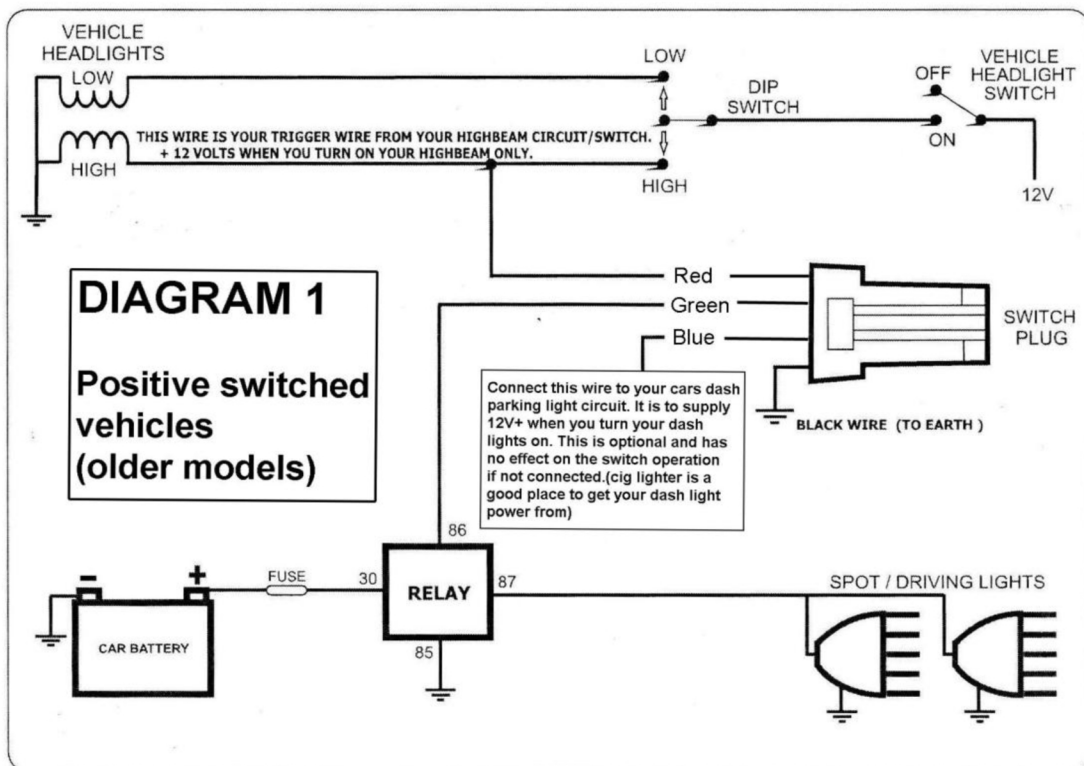 VEHICLE
HEADLIGHTS
LOW
HIGH
THIS WIRE IS YOUR TRIGGER WIRE FROM YOUR HIGHBEAM CIRCUIT/SWITCH.
+ 12 VOLTS WHEN YOU TURN ON YOUR HIGHBEAM ONLY.
LOW
HIGH
DIP
SWITCH
OFF
ON
VEHICLE
HEADLIGHT
SWITCH
12V
DIAGRAM 1
Positive switched
vehicles
(older models)
Red
Green
Blue
SWITCH
PLUG
BLACK WIRE (TO EARTH )
Connect this wire to your cars dash
parking light circuit. It is to supply
12V+ when you turn your dash
lights on. This is optional and has
no effect on the switch operation
if not connected.(cig lighter is a
good place to get your dash light
power from)
- +
CAR BATTERY
FUSE
30
86
RELAY
87
85
SPOT / DRIVING LIGHTS